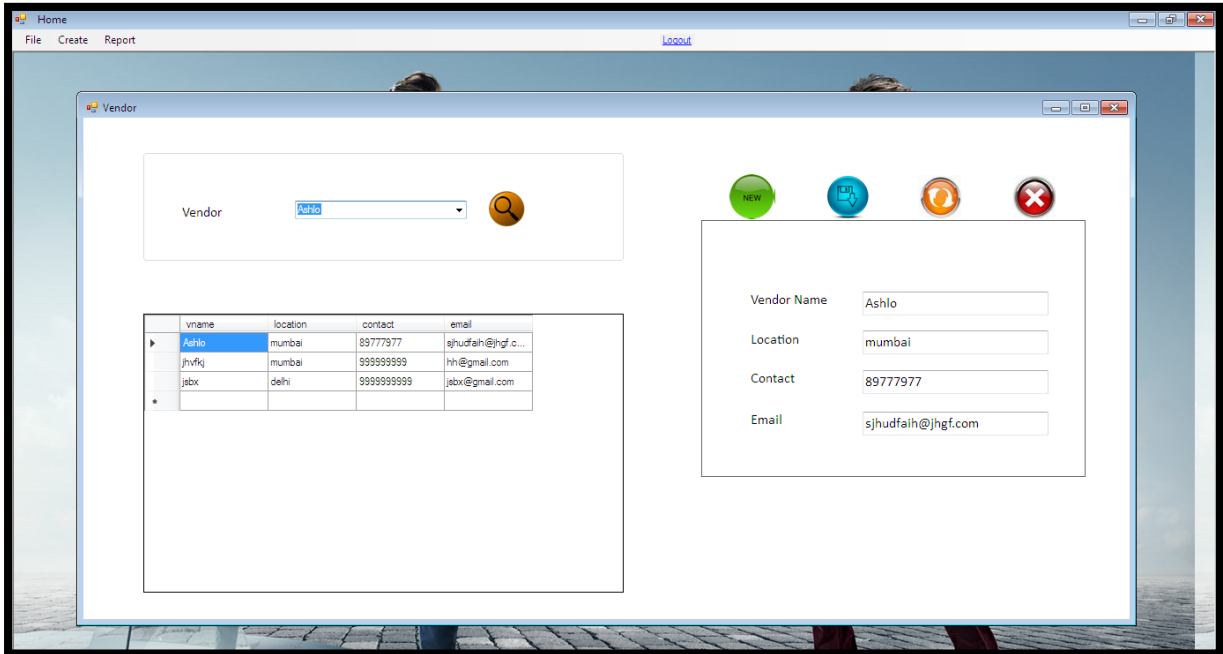 Home
File Create Report Logout
Vendor
Vendor Ashlo
NEW
vname location contact email
Ashlo mumbai 89777977 sjhudfaih@jhgf.c...
jhvfkj mumbai 999999999 hh@gmail.com
jsbx delhi 9999999999 jsbx@gmail.com
Vendor Name Ashlo
Location mumbai
Contact 89777977
Email sjhudfaih@jhgf.com